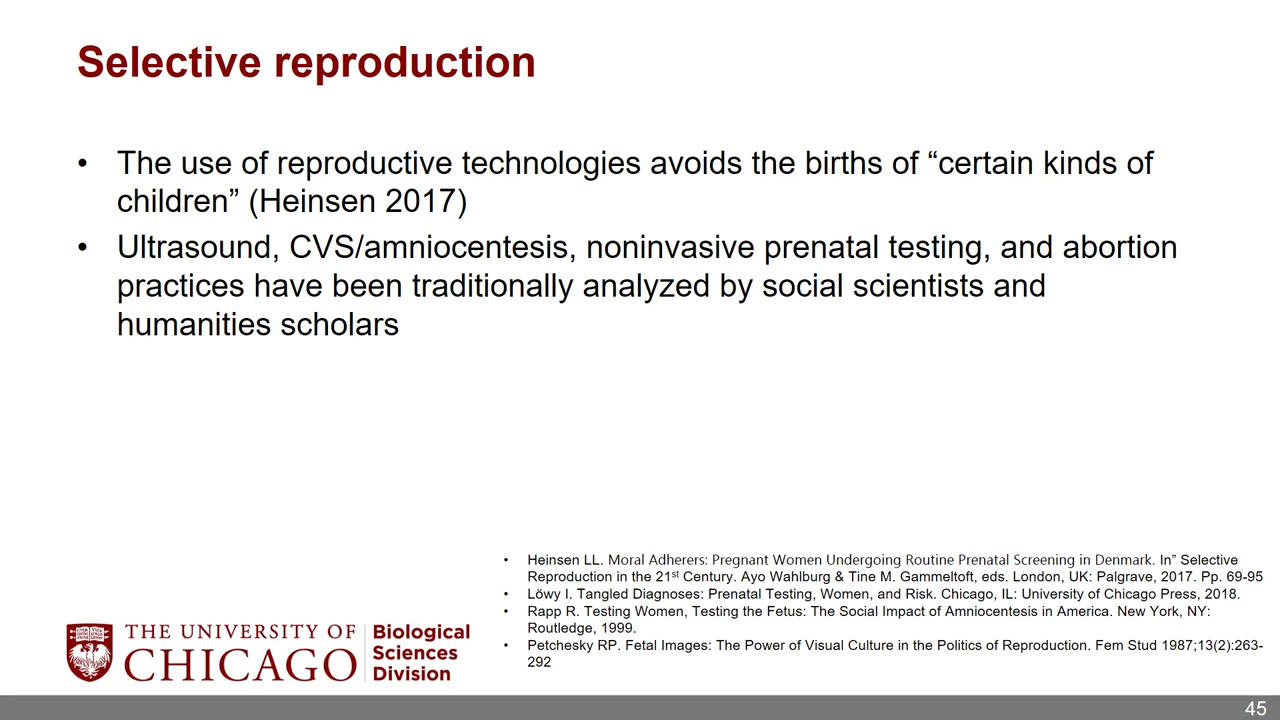 Selective reproduction
• The use of reproductive technologies avoids the births of “certain kinds of
children” (Heinsen 2017)
• Ultrasound, CVS/amniocentesis, noninvasive prenatal testing, and abortion
practices have been traditionally analyzed by social scientists and
humanities scholars
• Heinsen LL. Moral Adherers: Pregnant Women Undergoing Routine Prenatal Screening in Denmark. In” Selective
Reproduction in the 21st Century. Ayo Wahlburg & Tine M. Gammeltoft, eds. London, UK: Palgrave, 2017. Pp. 69-95
• Löwy I. Tangled Diagnoses: Prenatal Testing, Women, and Risk. Chicago, IL: University of Chicago Press, 2018.
• Rapp R. Testing Women, Testing the Fetus: The Social Impact of Amniocentesis in America. New York, NY:
Routledge, 1999.
• Petchesky RP. Fetal Images: The Power of Visual Culture in the Politics of Reproduction. Fem Stud 1987;13(2):263-
292
THE UNIVERSITY OF
CHICAGO
Biological
Sciences
Division
45